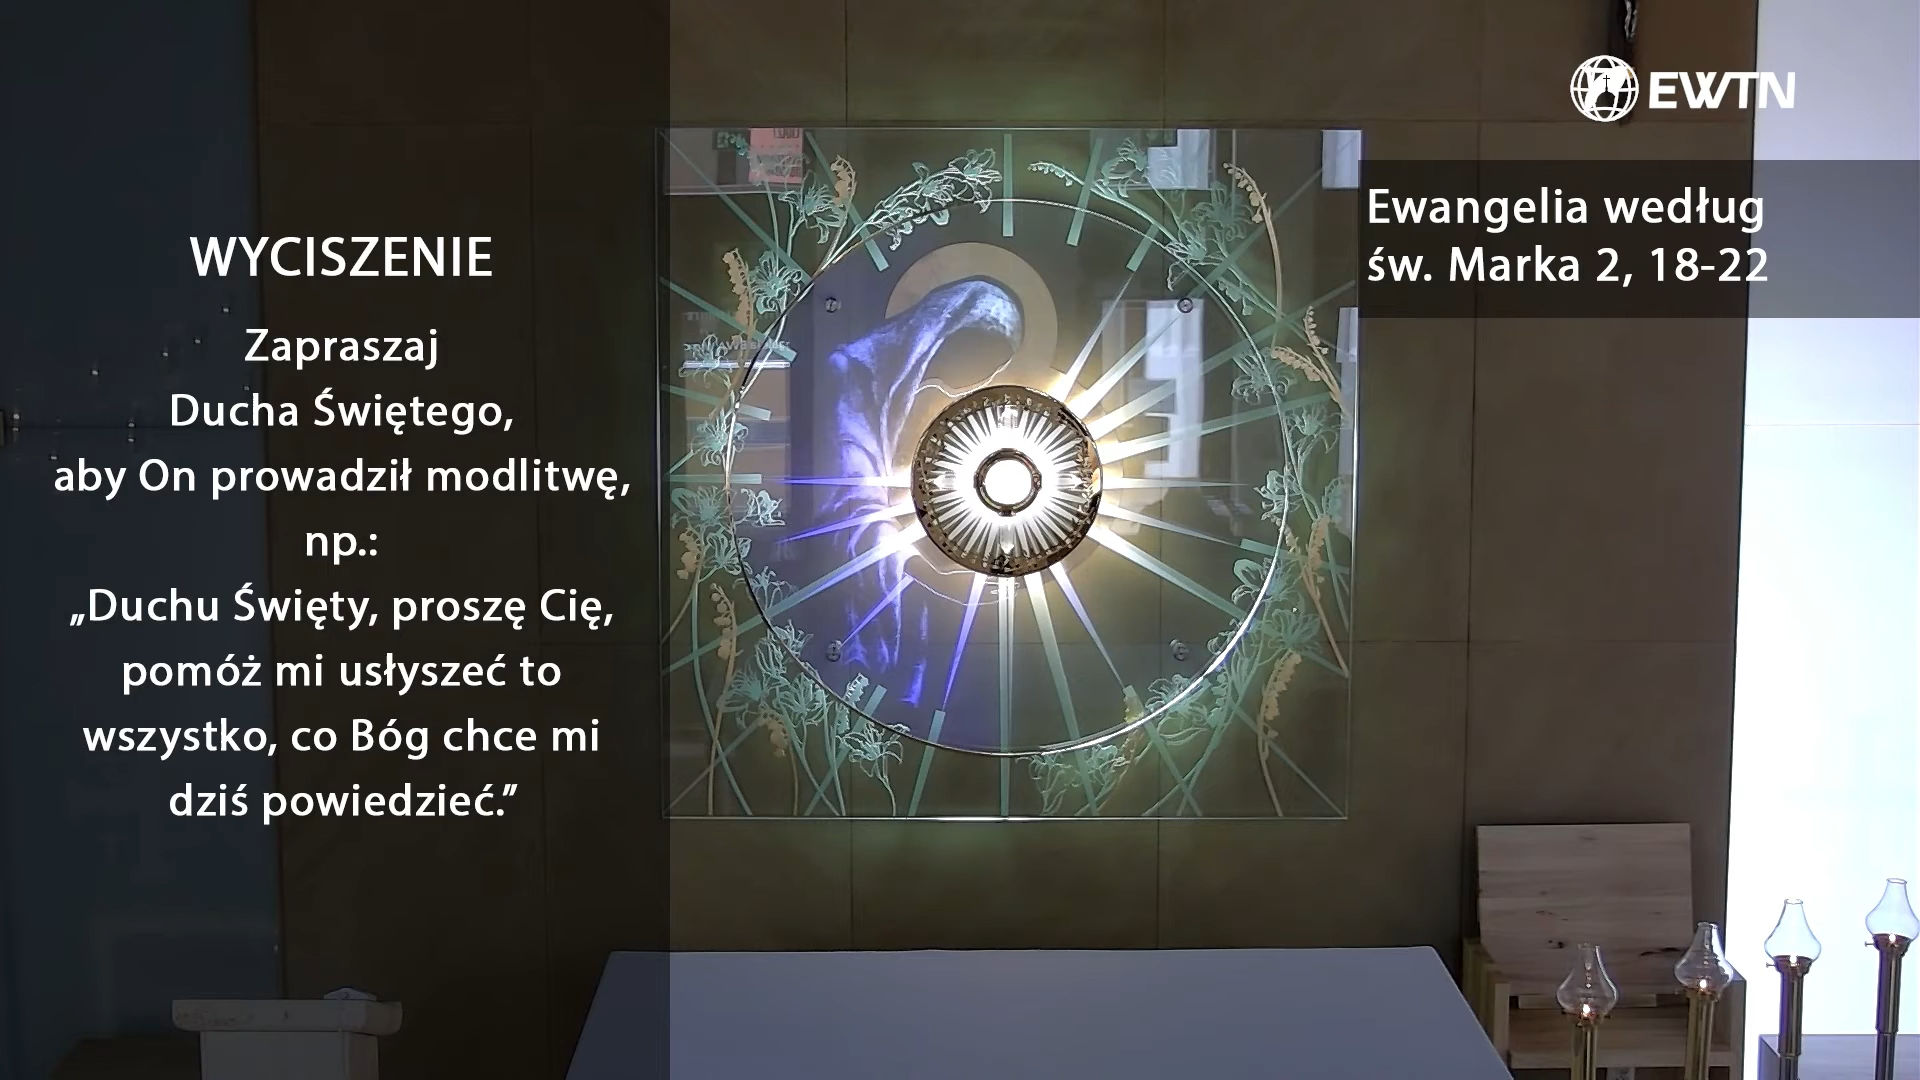 WYCISZENIE
Zapraszaj
Ducha Świętego,
aby On prowadził modlitwę,
np.:
„Duchu Święty, proszę Cię,
pomóż mi usłyszeć to
wszystko, co Bóg chce mi
dziś powiedzieć.”
EWTN
Ewangelia według
św. Marka 2, 18-22